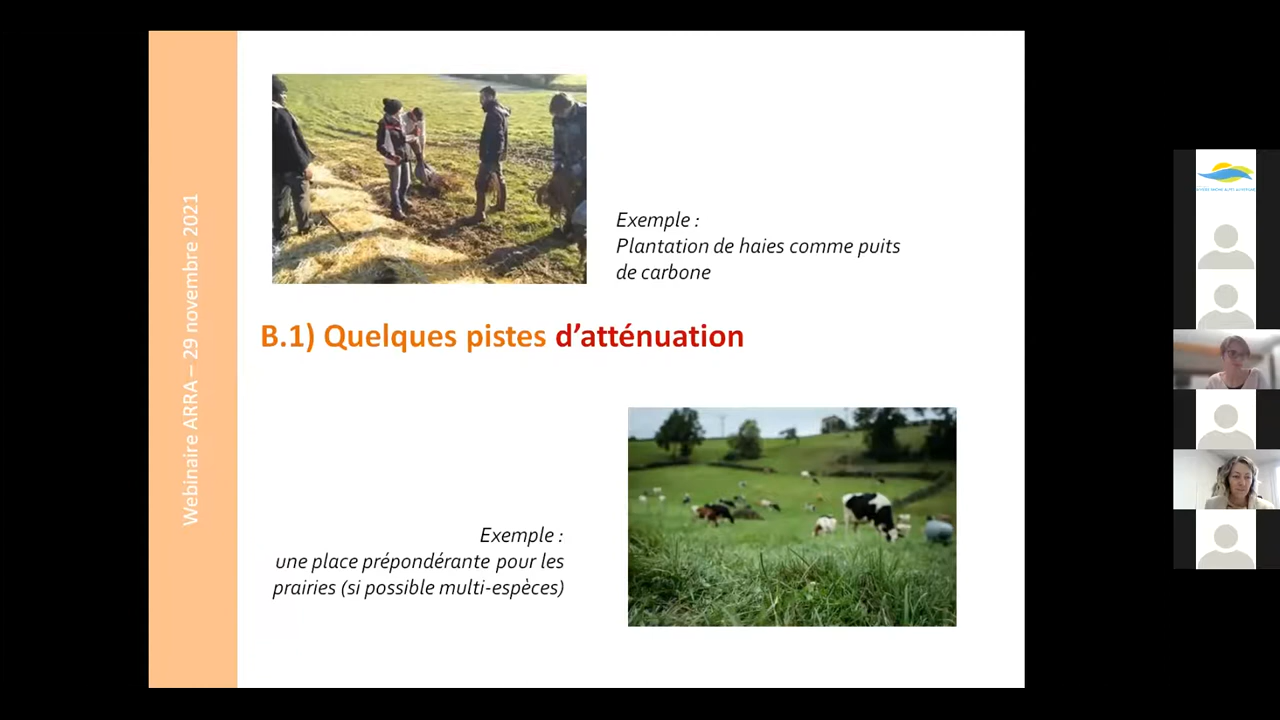 Webinaire ARRA – 29 novembre 2021
Exemple :
Plantation de haies comme puits
de carbone
B.1) Quelques pistes d’atténuation
Exemple :
une place prépondérante pour les
prairies (si possible multi-espèces)